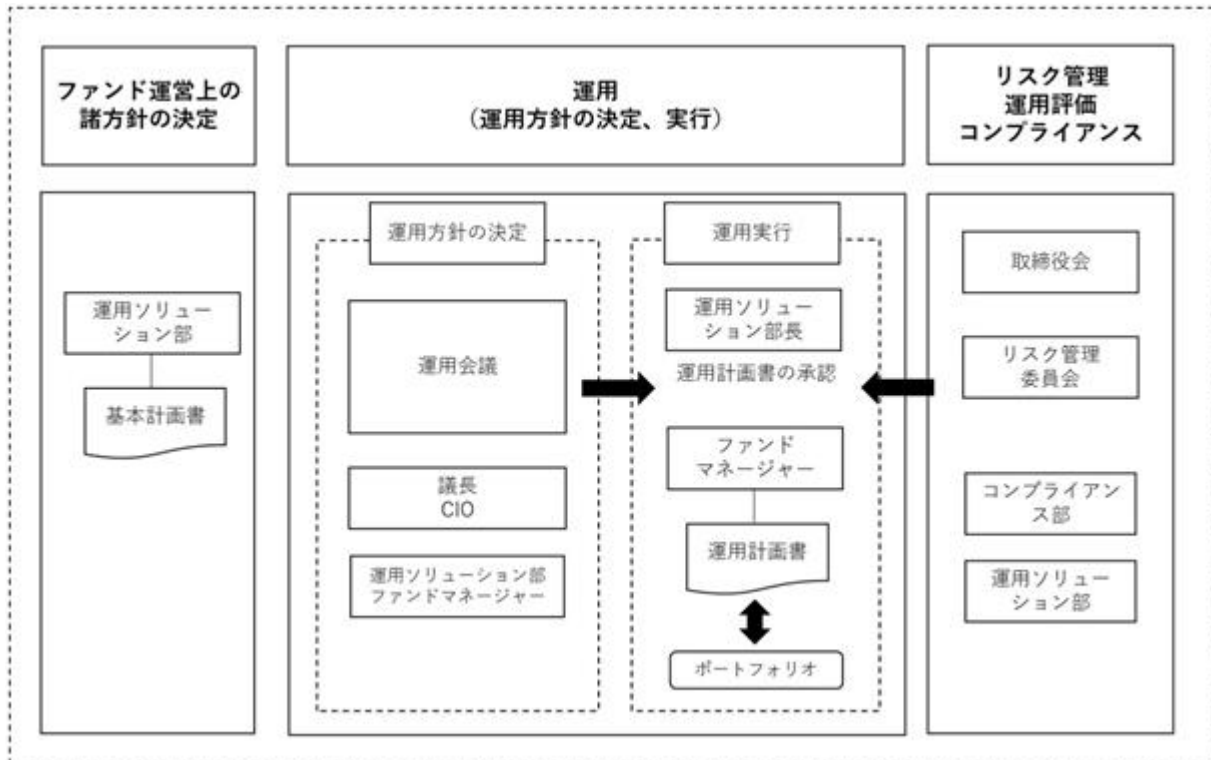 ファンド運営上の
諸方針の決定
運用
（運用方針の決定、実行）
リスク管理
運用評価
コンプライアンス
運用ソリュー
ション部
基本計画書
運用方針の決定
運用会議
議長
CIO
運用ソリューション部
ファンドマネージャー
運用実行
運用ソリュー
ション部長
運用計画書の承認
ファンド
マネージャー
運用計画書
ポートフォリオ
取締役会
リスク管理
委員会
コンプライアン
ス部
運用ソリュー
ション部